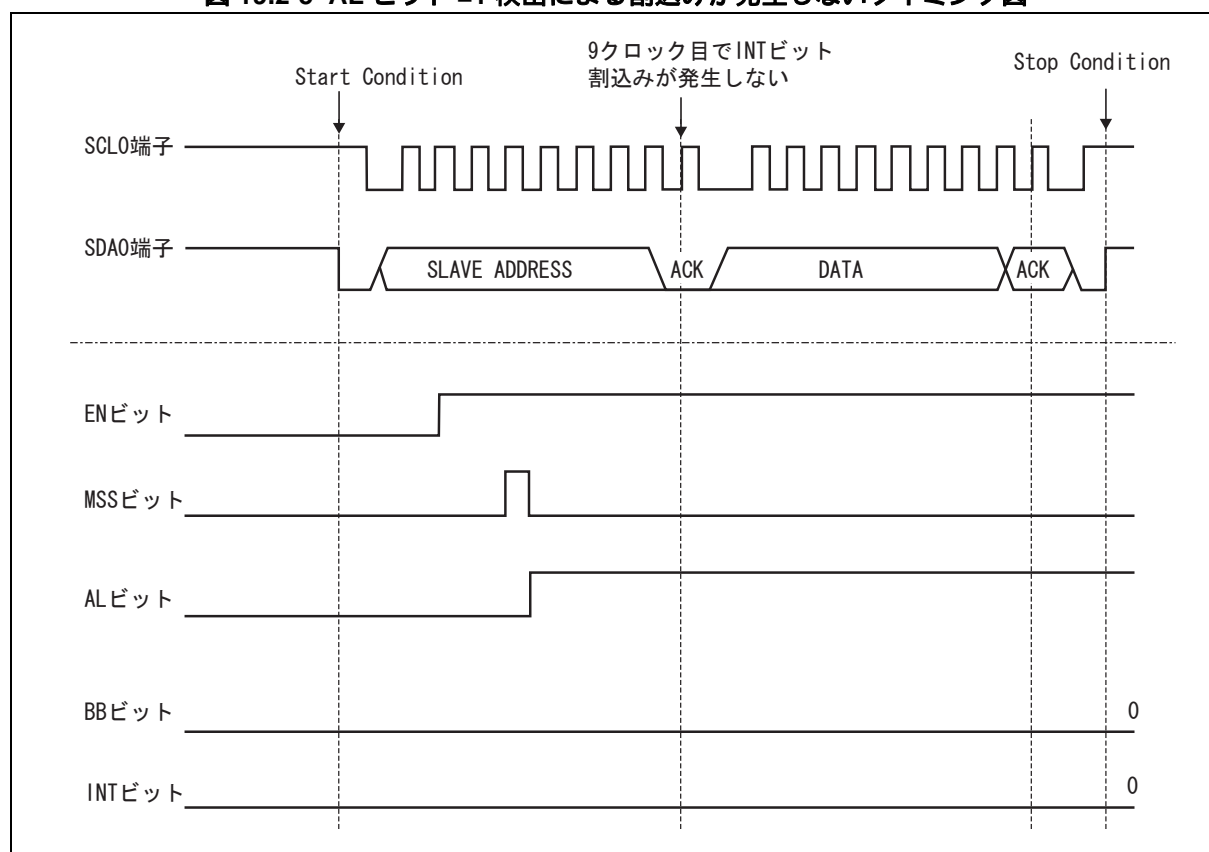 Start Condition
9クロック目でINTビット
割込みが発生しない
Stop Condition
SCL0端子
SDA0端子
SLAVE ADDRESS
ACK
DATA
ACK
ENビット
MSSビット
ALビット
BBビット
0
INTビット
0